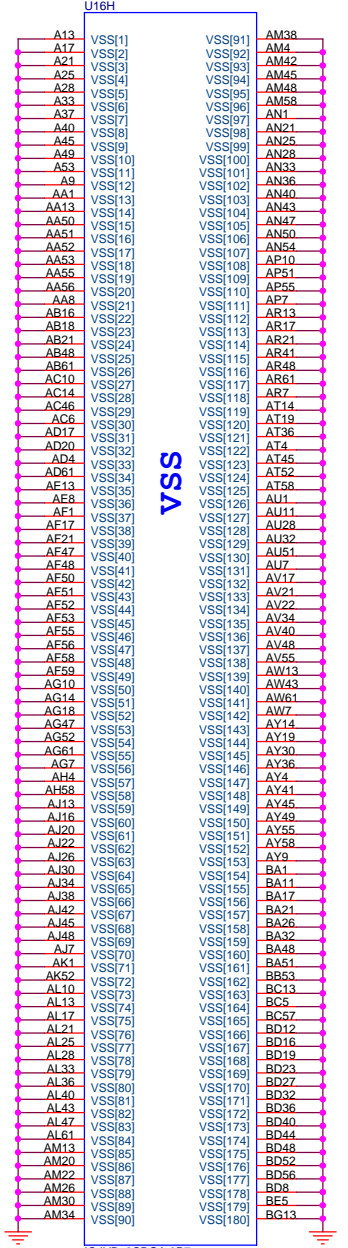 U16H
A13 VSS[1] VSS[91] AM38
A17 VSS[2] VSS[92] AM4
A21 VSS[3] VSS[93] AM42
A25 VSS[4] VSS[94] AM45
A28 VSS[5] VSS[95] AM48
A33 VSS[6] VSS[96] AM58
A37 VSS[7] VSS[97] AN1
A40 VSS[8] VSS[98] AN21
A45 VSS[9] VSS[99] AN25
A49 VSS[10] VSS[100] AN28
A53 VSS[11] VSS[101] AN33
A9 VSS[12] VSS[102] AN36
AA1 VSS[13] VSS[103] AN40
AA13 VSS[14] VSS[104] AN43
AA50 VSS[15] VSS[105] AN47
AA51 VSS[16] VSS[106] AN50
AA52 VSS[17] VSS[107] AN54
AA53 VSS[18] VSS[108] AP10
AA55 VSS[19] VSS[109] AP51
AA56 VSS[20] VSS[110] AP55
AA8 VSS[21] VSS[111] AP7
AB16 VSS[22] VSS[112] AR13
AB18 VSS[23] VSS[113] AR17
AB21 VSS[24] VSS[114] AR21
AB48 VSS[25] VSS[115] AR41
AB61 VSS[26] VSS[116] AR48
AC10 VSS[27] VSS[117] AR61
AC14 VSS[28] VSS[118] AR7
AC46 VSS[29] VSS[119] AT14
AC6 VSS[30] VSS[120] AT19
AD17 VSS[31] VSS[121] AT36
AD20 VSS[32] VSS[122] AT4
AD4 VSS[33] VSS[123] AT45
AD61 VSS[34] VSS[124] AT52
AE13 VSS[35] VSS[125] AT58
AE8 VSS[36] VSS[126] AU1
AF1 VSS[37] VSS[127] AU11
AF17 VSS[38] VSS[128] AU28
AF21 VSS[39] VSS[129] AU32
AF47 VSS[40] VSS[130] AU51
AF48 VSS[41] VSS[131] AU7
AF50 VSS[42] VSS[132] AV17
AF51 VSS[43] VSS[133] AV21
AF52 VSS[44] VSS[134] AV22
AF53 VSS[45] VSS[135] AV34
AF55 VSS[46] VSS[136] AV40
AF56 VSS[47] VSS[137] AV48
AF58 VSS[48] VSS[138] AV55
AF59 VSS[49] VSS[139] AW13
AG10 VSS[50] VSS[140] AW43
AG14 VSS[51] VSS[141] AW61
AG18 VSS[52] VSS[142] AW7
AG47 VSS[53] VSS[143] AY14
AG52 VSS[54] VSS[144] AY19
AG61 VSS[55] VSS[145] AY30
AG7 VSS[56] VSS[146] AY36
AH4 VSS[57] VSS[147] AY4
AH58 VSS[58] VSS[148] AY41
AJ13 VSS[59] VSS[149] AY45
AJ16 VSS[60] VSS[150] AY49
AJ20 VSS[61] VSS[151] AY55
AJ22 VSS[62] VSS[152] AY58
AJ26 VSS[63] VSS[153] AY9
AJ30 VSS[64] VSS[154] BA1
AJ34 VSS[65] VSS[155] BA11
AJ38 VSS[66] VSS[156] BA17
AJ42 VSS[67] VSS[157] BA21
AJ45 VSS[68] VSS[158] BA26
AJ48 VSS[69] VSS[159] BA32
AJ7 VSS[70] VSS[160] BA48
AK1 VSS[71] VSS[161] BA51
AK52 VSS[72] VSS[162] BB53
AL10 VSS[73] VSS[163] BC13
AL13 VSS[74] VSS[164] BC5
AL17 VSS[75] VSS[165] BC57
AL21 VSS[76] VSS[166] BD12
AL25 VSS[77] VSS[167] BD16
AL28 VSS[78] VSS[168] BD19
AL33 VSS[79] VSS[169] BD23
AL36 VSS[80] VSS[170] BD27
AL40 VSS[81] VSS[171] BD32
AL43 VSS[82] VSS[172] BD36
AL47 VSS[83] VSS[173] BD40
AL61 VSS[84] VSS[174] BD44
AM13 VSS[85] VSS[175] BD48
AM20 VSS[86] VSS[176] BD52
AM22 VSS[87] VSS[177] BD56
AM26 VSS[88] VSS[178] BD8
AM30 VSS[89] VSS[179] BE5
AM34 VSS[90] VSS[180] BG13
VSS